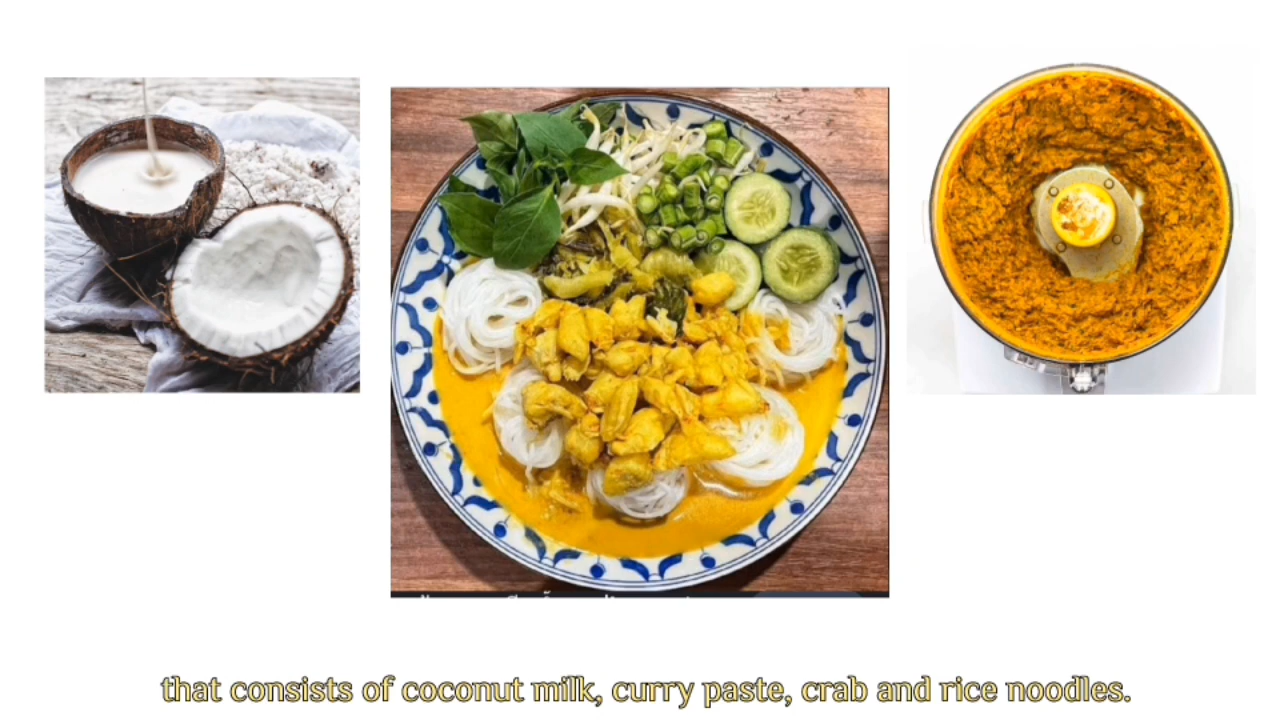 that consists of coconut milk, curry paste, crab and rice noodles.